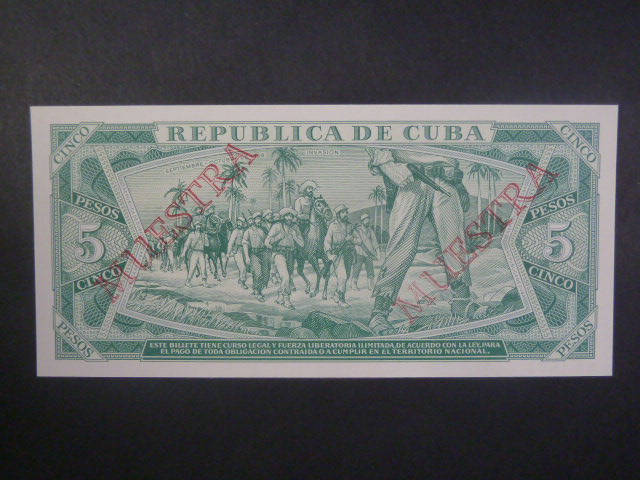 REPUBLICA DE CUBA
CINCO
CINCO
SEPTIEMBRE
INVASION
PESOS
5
CINCO
PESOS
5
CINCO
MUESTRA
MUESTRA
PESOS
PESOS
ESTE BILLETE TIENE CURSO LEGAL Y FUERZA LIBERATORIA ILIMITADA, DE ACUERDO CON LA LEY, PARA
EL PAGO DE TODA OBLIGACION CONTRAIDA O A CUMPLIR EN EL TERRITORIO NACIONAL.